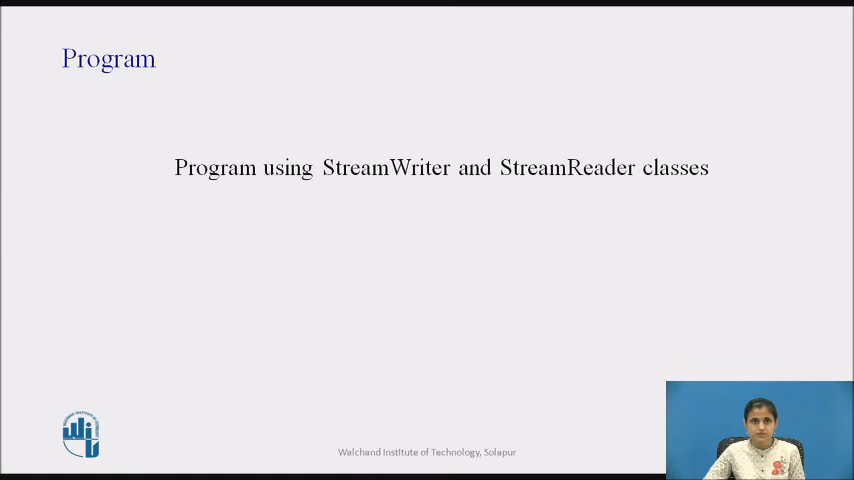 Program
Program using StreamWriter and StreamReader classes
Walchand Institute of Technology, Solapur